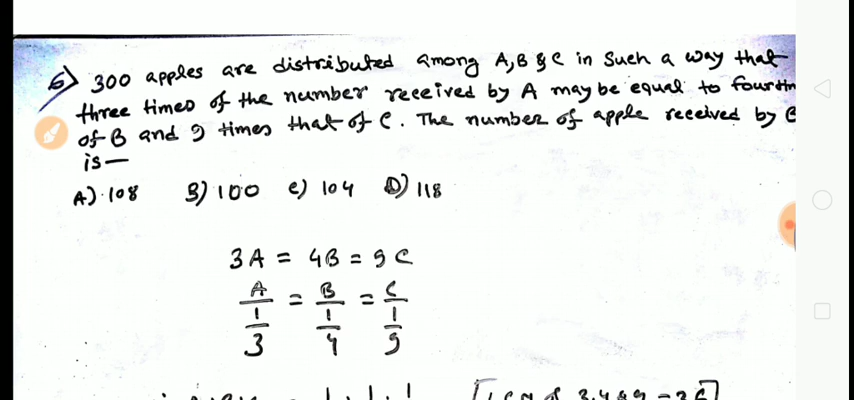 6) 300 apples are distributed among A, B & C in such a way that
three times of the number received by A may be equal to fourth
of B and 9 times that of C. The number of apple received by
is—
A) 108 B) 100 C) 104 D) 118
3A = 4B = 9C
A/(1/3) = B/(1/4) = C/(1/9)